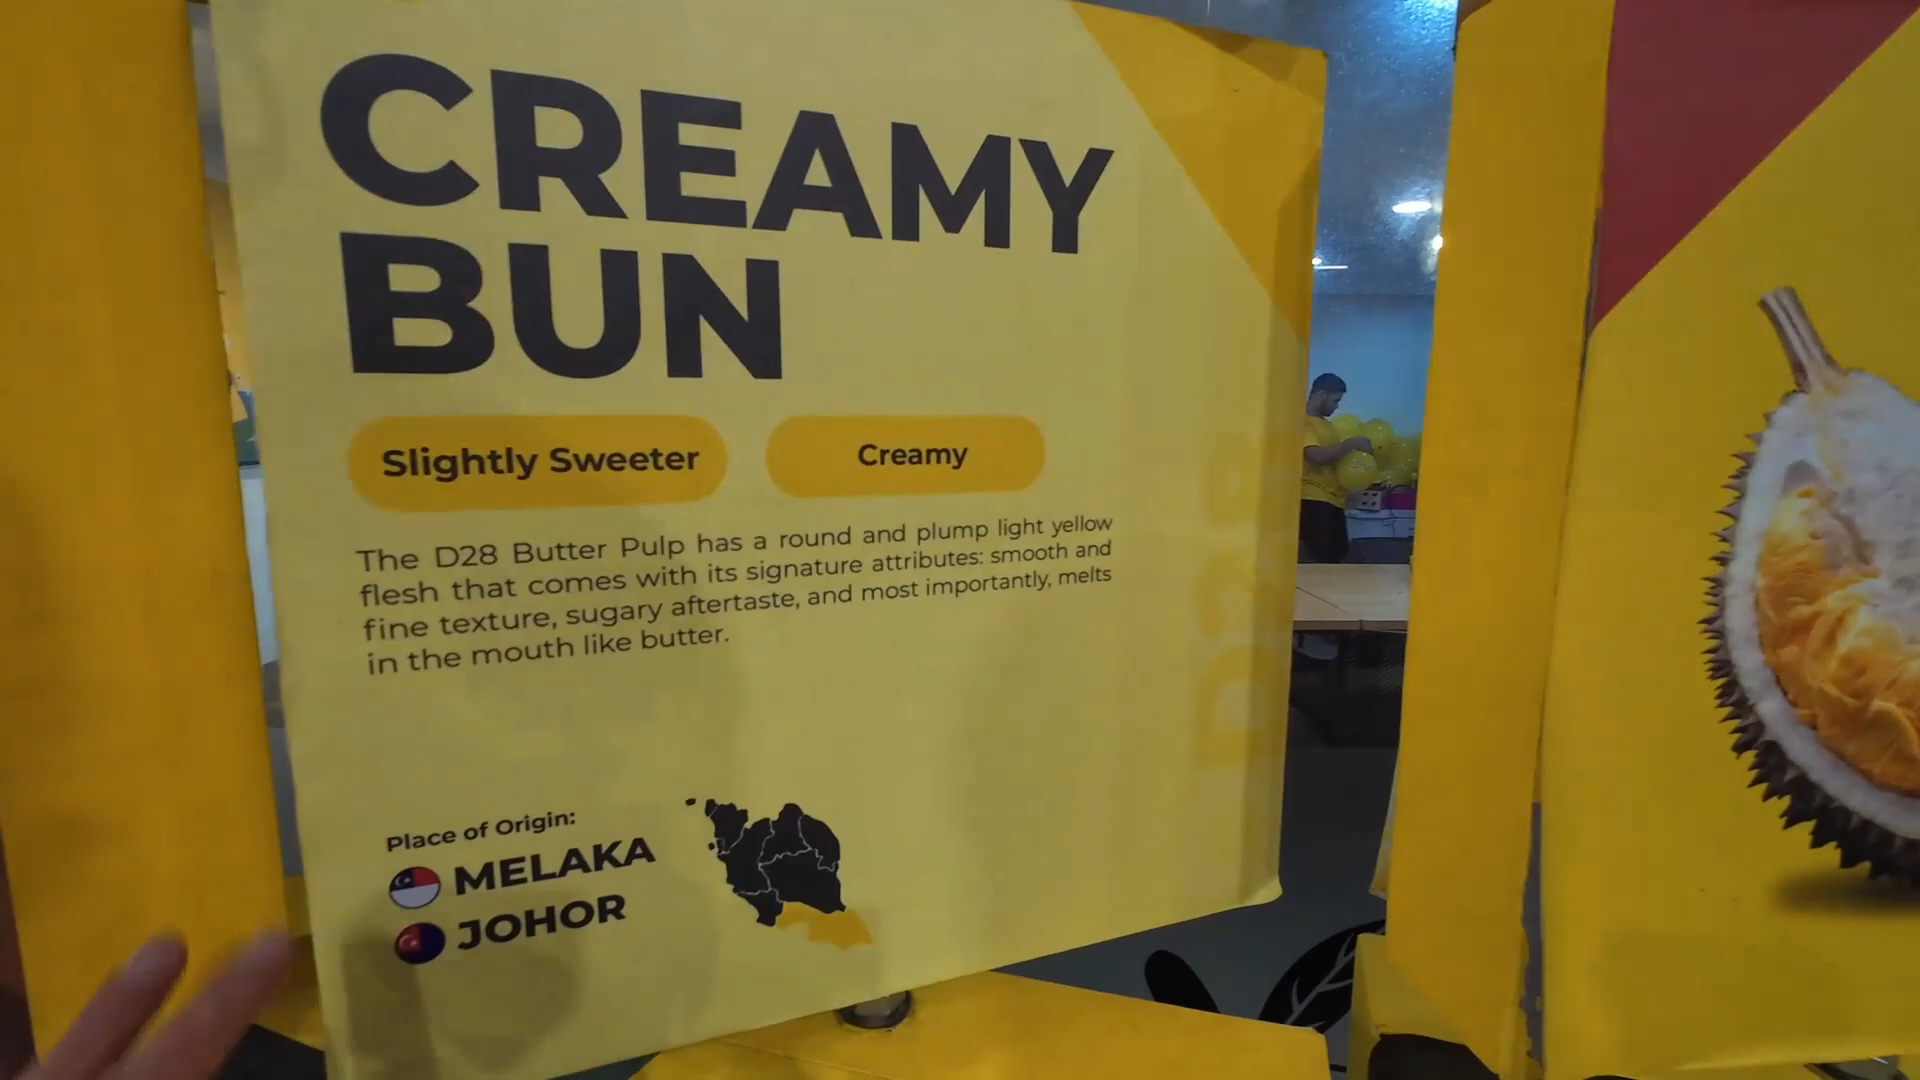 CREAMY
BUN
Slightly Sweeter
Creamy
The D28 Butter Pulp has a round and plump light yellow
flesh that comes with its signature attributes: smooth and
fine texture, sugary aftertaste, and most importantly, melts
in the mouth like butter.
Place of Origin:
MELAKA
JOHOR